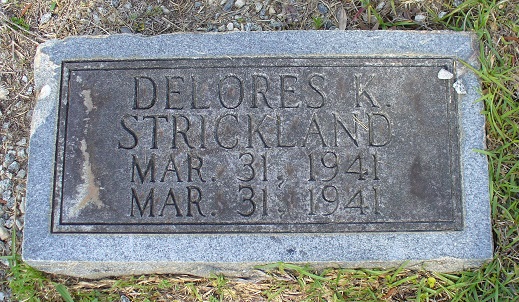 DELORES K.
STRICKLAND
MAR. 31, 1941
MAR. 31, 1941